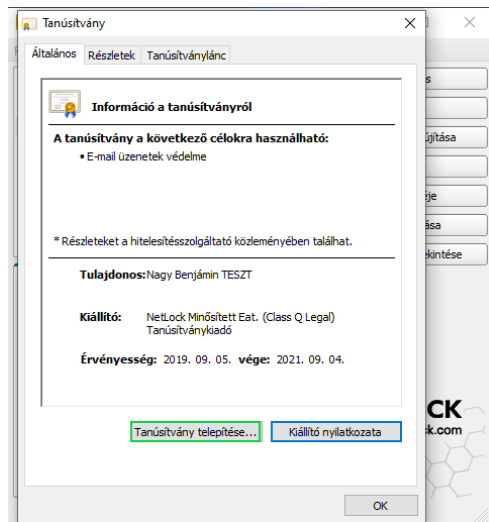 Tanúsítvány
Általános Részletek Tanúsítványlánc
Információ a tanúsítványról
A tanúsítvány a következő célokra használható:
• E-mail üzenetek védelme
* Részleteket a hitelesítésszolgáltató közleményében találhat.
Tulajdonos: Nagy Benjámin TESZT
Kiállító: NetLock Minősített Eat. (Class Q Legal)
Tanúsítványkiadó
Érvényesség: 2019. 09. 05. vége: 2021. 09. 04.
Tanúsítvány telepítése... Kiállító nyilatkozata
OK
CK
k.com